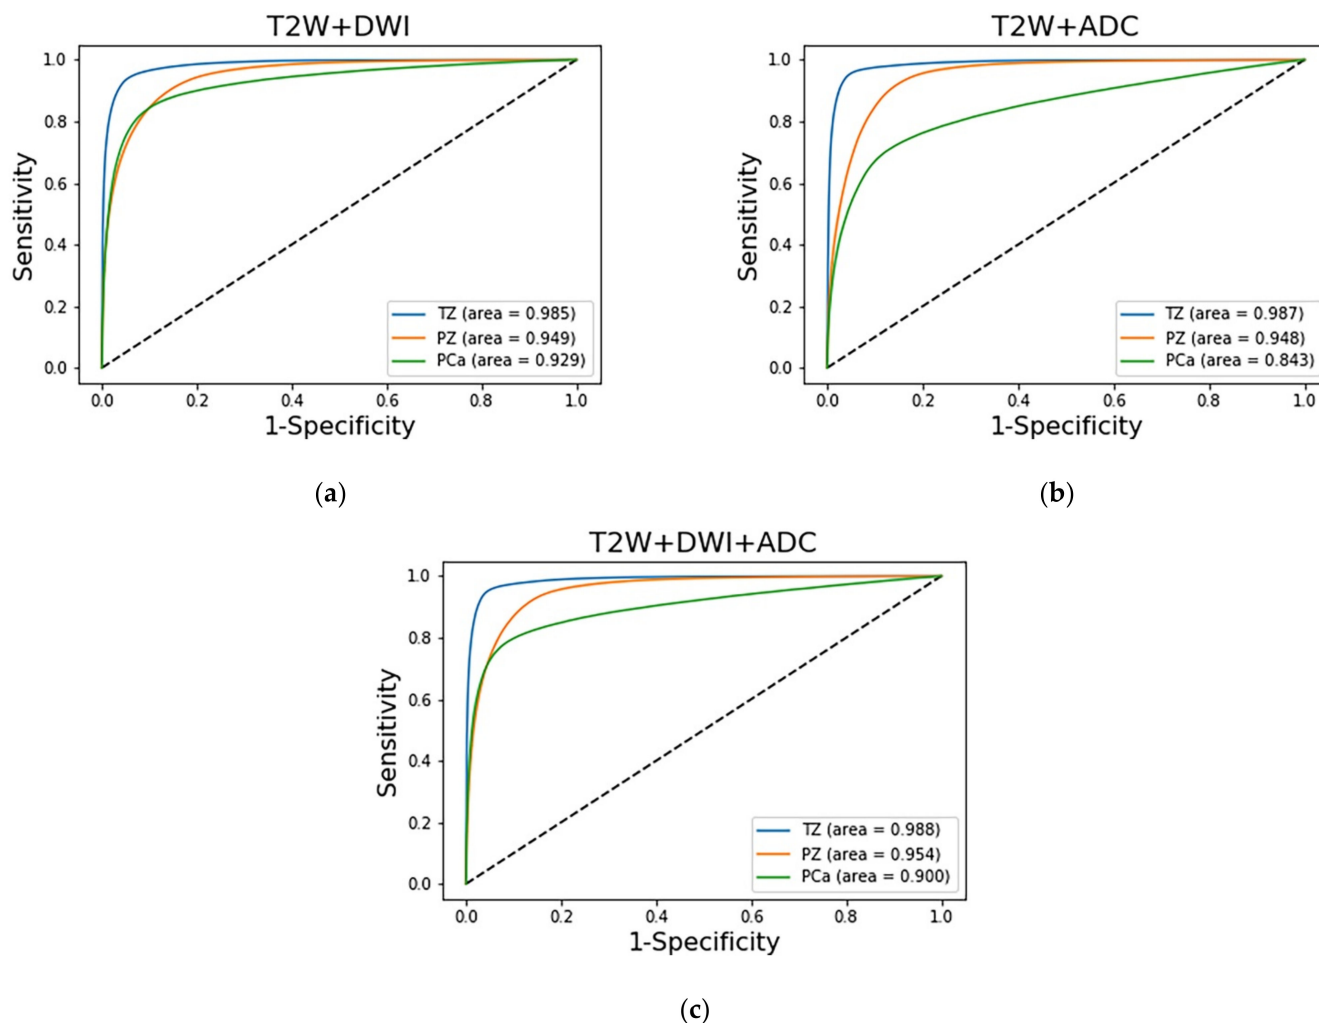 T2W+DWI
1.0
0.8
0.6
0.4
0.2
0.0
Sensitivity
TZ (area = 0.985)
PZ (area = 0.949)
PCa (area = 0.929)
0.0 0.2 0.4 0.6 0.8 1.0
1-Specificity
(a)
T2W+ADC
1.0
0.8
0.6
0.4
0.2
0.0
Sensitivity
TZ (area = 0.987)
PZ (area = 0.948)
PCa (area = 0.843)
0.0 0.2 0.4 0.6 0.8 1.0
1-Specificity
(b)
T2W+DWI+ADC
1.0
0.8
0.6
0.4
0.2
0.0
Sensitivity
TZ (area = 0.988)
PZ (area = 0.954)
PCa (area = 0.900)
0.0 0.2 0.4 0.6 0.8 1.0
1-Specificity
(c)